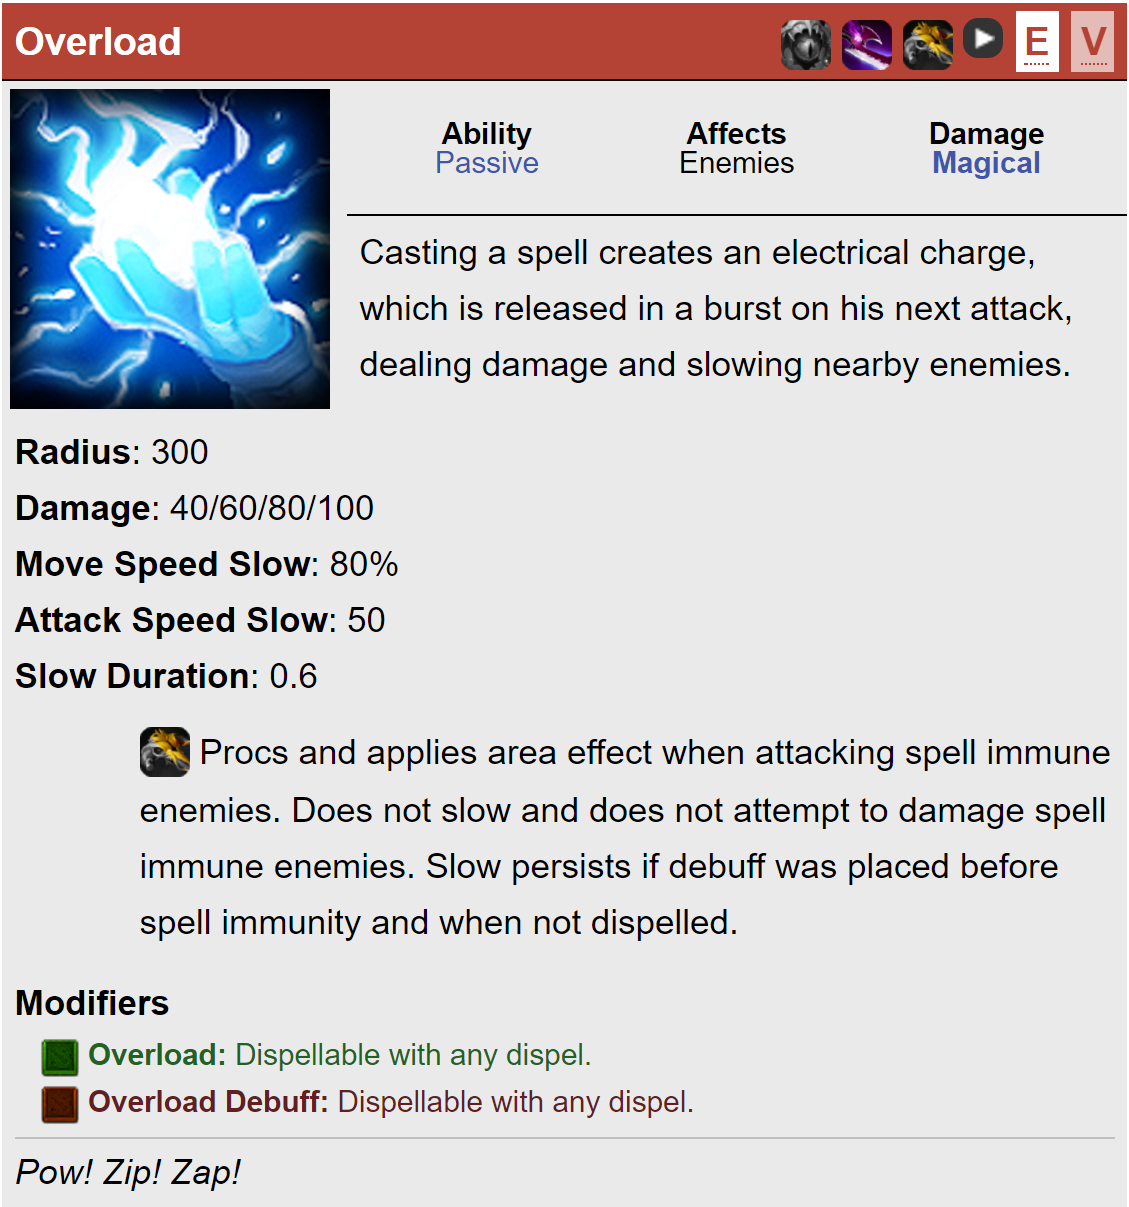 Overload
E V
Ability Affects Damage
Passive Enemies Magical
Casting a spell creates an electrical charge,
which is released in a burst on his next attack,
dealing damage and slowing nearby enemies.
Radius: 300
Damage: 40/60/80/100
Move Speed Slow: 80%
Attack Speed Slow: 50
Slow Duration: 0.6
Procs and applies area effect when attacking spell immune
enemies. Does not slow and does not attempt to damage spell
immune enemies. Slow persists if debuff was placed before
spell immunity and when not dispelled.
Modifiers
Overload: Dispellable with any dispel.
Overload Debuff: Dispellable with any dispel.
Pow! Zip! Zap!